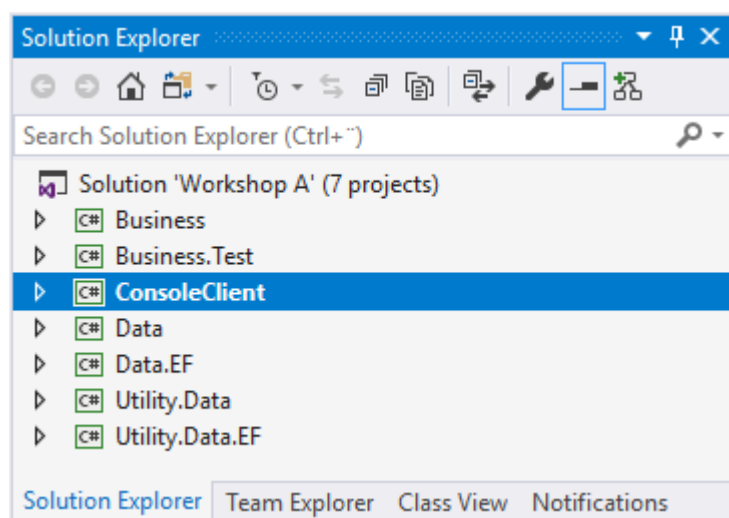 Solution Explorer
Search Solution Explorer (Ctrl+¨)
Solution 'Workshop A' (7 projects)
C# Business
C# Business.Test
C# ConsoleClient
C# Data
C# Data.EF
C# Utility.Data
C# Utility.Data.EF
Solution Explorer Team Explorer Class View Notifications